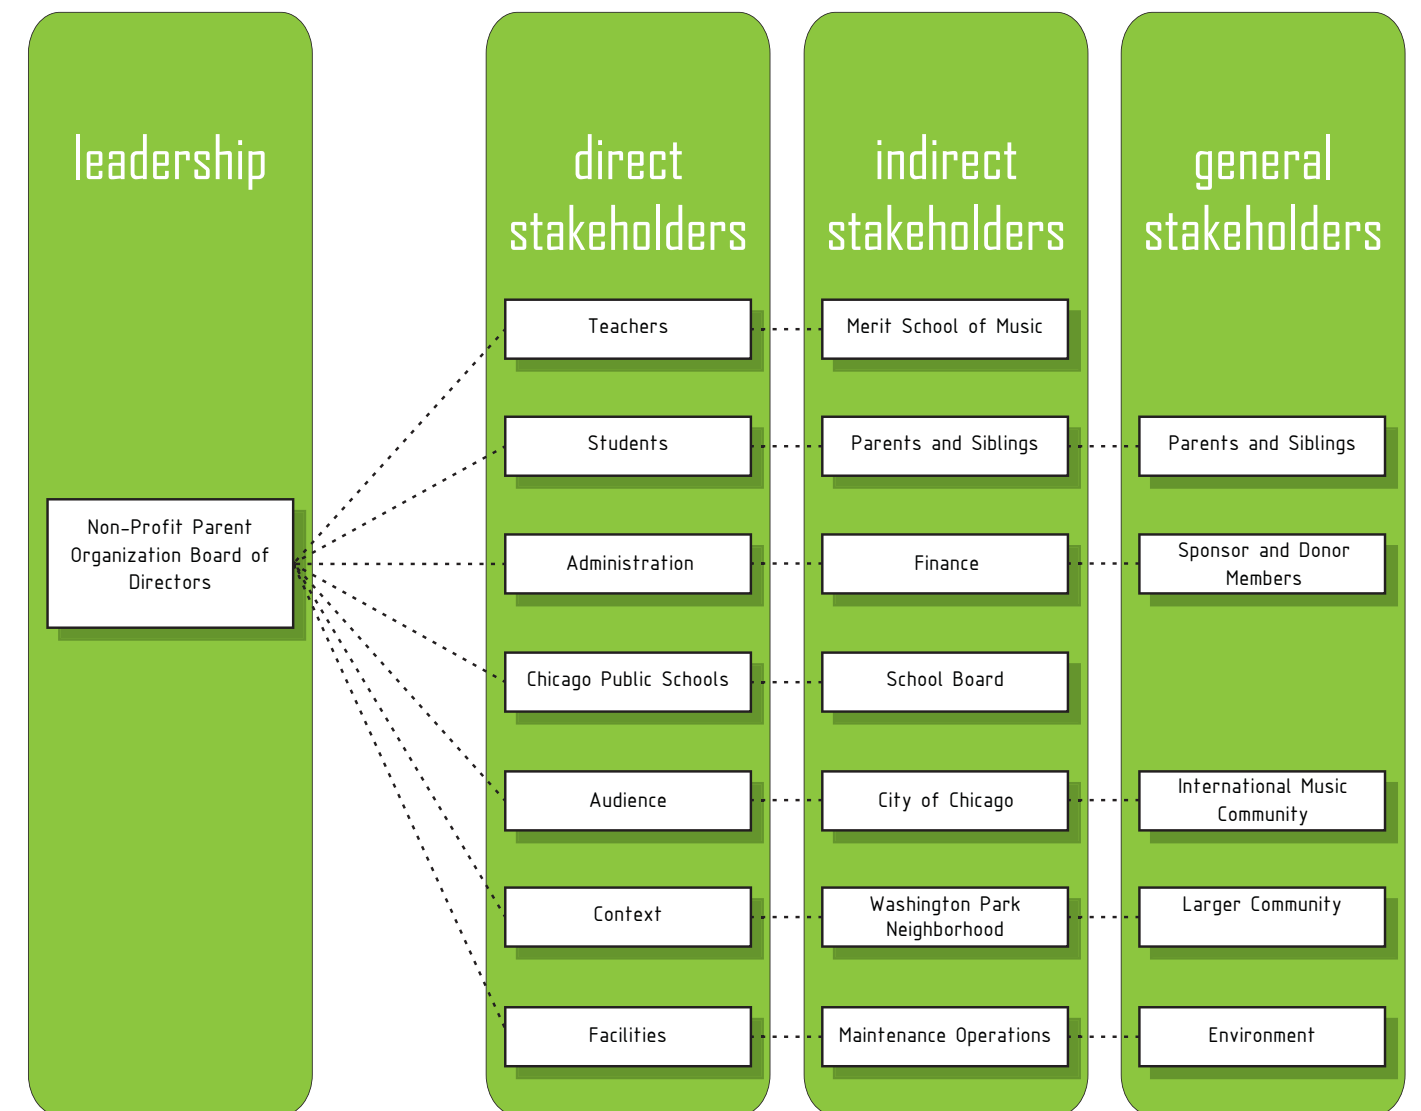 leadership
direct
stakeholders
indirect
stakeholders
general
stakeholders
Non-Profit Parent
Organization Board of
Directors
Teachers
Merit School of Music
Students
Parents and Siblings
Parents and Siblings
Administration
Finance
Sponsor and Donor
Members
Chicago Public Schools
School Board
Audience
City of Chicago
International Music
Community
Context
Washington Park
Neighborhood
Larger Community
Facilities
Maintenance Operations
Environment